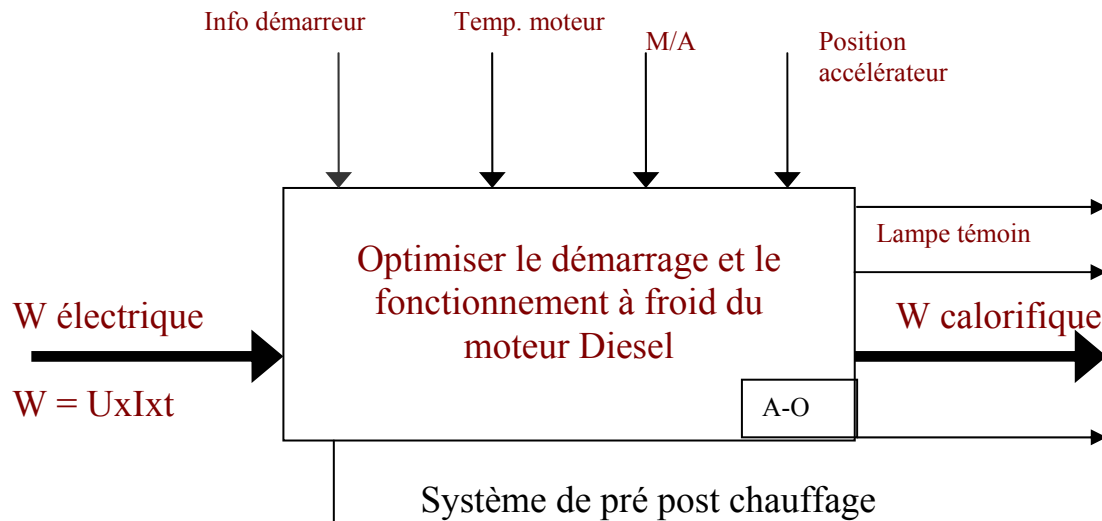 Info démarreur
Temp. moteur
M/A
Position
accélérateur
Optimiser le démarrage et le
fonctionnement à froid du
moteur Diesel
Lampe témoin
W électrique
W calorifique
W = UxIxt
A-O
Système de pré post chauffage